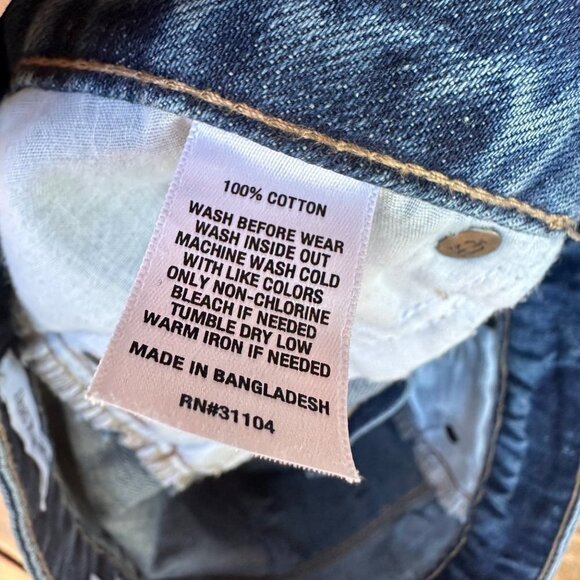 100% COTTON
WASH BEFORE WEAR
WASH INSIDE OUT
MACHINE WASH COLD
WITH LIKE COLORS
ONLY NON-CHLORINE
BLEACH IF NEEDED
TUMBLE DRY LOW
WARM IRON IF NEEDED
MADE IN BANGLADESH
RN#31104